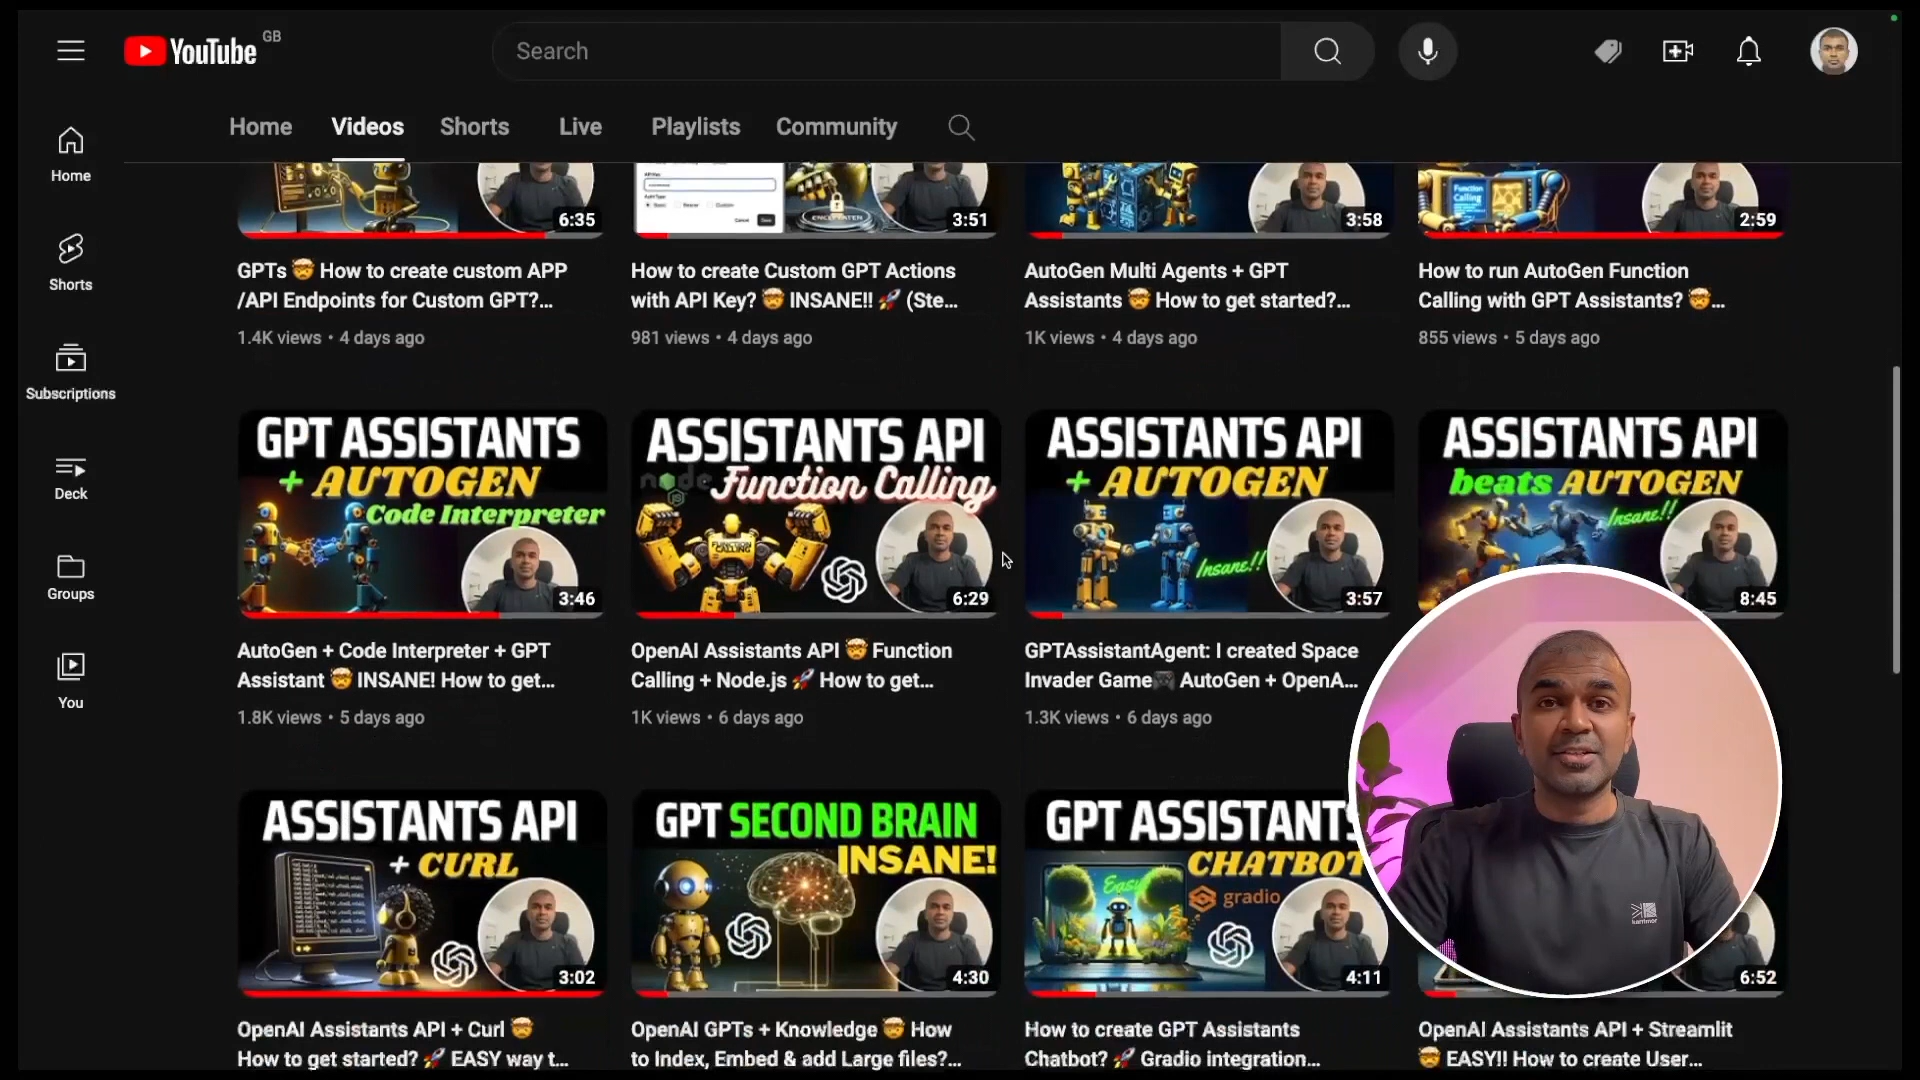 YouTube GB
Search
Home Videos Shorts Live Playlists Community
Home
Shorts
Subscriptions
Deck
Groups
You
6:35
3:51
3:58
Function
Calling
2:59
GPTs 🤯 How to create custom APP
/API Endpoints for Custom GPT?...
1.4K views • 4 days ago
How to create Custom GPT Actions
with API Key? 🤯 INSANE!! 🚀 (Ste...
981 views • 4 days ago
AutoGen Multi Agents + GPT
Assistants 🤯 How to get started?...
1K views • 4 days ago
How to run AutoGen Function
Calling with GPT Assistants? 🤯...
855 views • 5 days ago
GPT ASSISTANTS
+ AUTOGEN
Code Interpreter
3:46
ASSISTANTS API
node
JS
Function Calling
FUNCTION
CALLING
6:29
ASSISTANTS API
+ AUTOGEN
Insane!!
3:57
ASSISTANTS API
beats AUTOGEN
Insane!!
8:45
AutoGen + Code Interpreter + GPT
Assistant 🤯 INSANE! How to get...
1.8K views • 5 days ago
OpenAI Assistants API 🤯 Function
Calling + Node.js 🚀 How to get...
1K views • 6 days ago
GPTAssistantAgent: I created Space
Invader Game🎮 AutoGen + OpenA...
1.3K views • 6 days ago
ASSISTANTS API
+ CURL
3:02
GPT SECOND BRAIN
INSANE!
4:30
GPT ASSISTANTS
CHATBOT
Easy
gradio
4:11
karrimor
6:52
OpenAI Assistants API + Curl 🤯
How to get started? 🚀 EASY way t...
OpenAI GPTs + Knowledge 🤯 How
to Index, Embed & add Large files?...
How to create GPT Assistants
Chatbot? 🚀 Gradio integration...
OpenAI Assistants API + Streamlit
🤯 EASY!! How to create User...